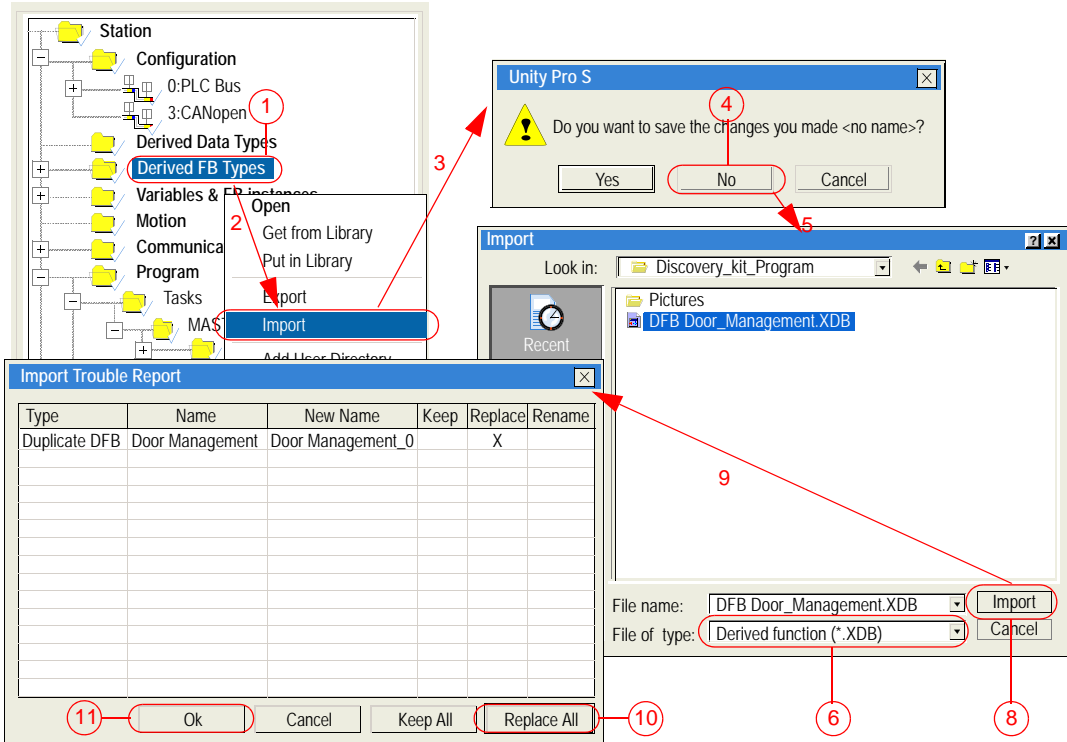 Station
Configuration
0:PLC Bus
3:CANopen
1
Derived Data Types
Derived FB Types
Variables & FB instances
Motion
Communica
Program
Tasks
MAST
2
Open
Get from Library
Put in Library
Export
Import
Add User Directory
3
Unity Pro S
4
Do you want to save the changes you made <no name>?
Yes No Cancel
5
Import
Look in: Discovery_kit_Program
Recent
Pictures
DFB Door_Management.XDB
9
File name: DFB Door_Management.XDB Import
File of type: Derived function (*.XDB) Cancel
6
8
Import Trouble Report
Type Name New Name Keep Replace Rename
Duplicate DFB Door Management Door Management_0 X
11 Ok Cancel Keep All Replace All 10